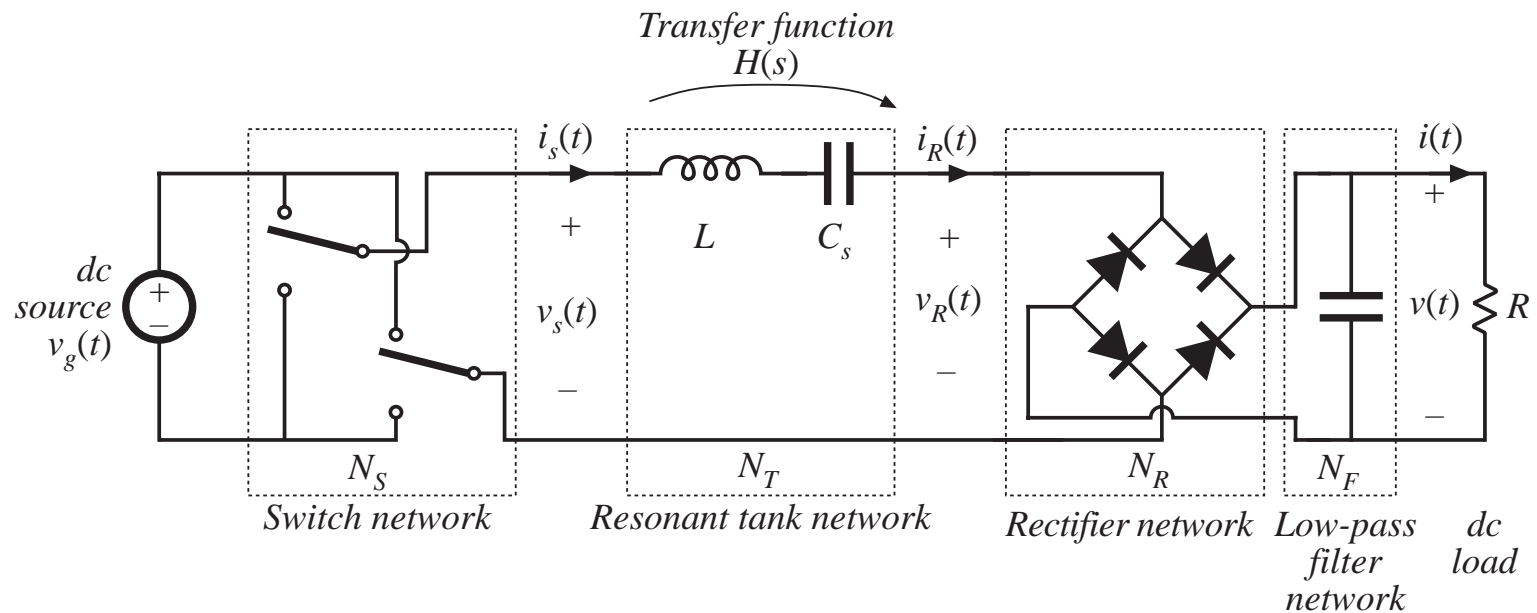 Transfer function
H(s)
i_s(t)
i_R(t)
i(t)
+
+
+
L
C_s
dc
source
v_g(t)
+
–
v_s(t)
v_R(t)
v(t)
R
–
–
–
N_S
N_T
N_R
N_F
Switch network
Resonant tank network
Rectifier network
Low-pass
filter
network
dc
load